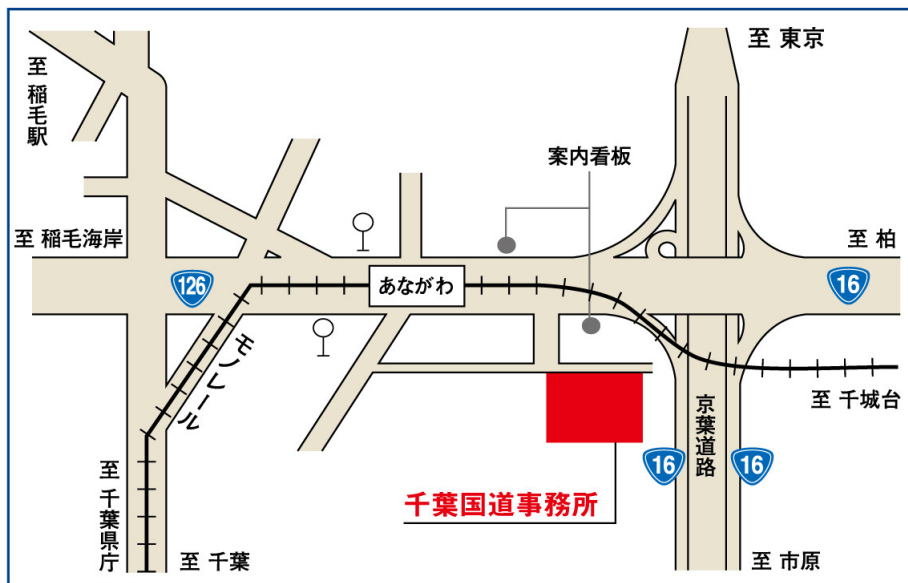 至 東京
至 稲毛駅
案内看板
至 稲毛海岸
至 柏
126
あながわ
16
モノレール
至 千城台
京葉道路
16
16
至 千葉県庁
千葉国道事務所
至 千葉
至 市原